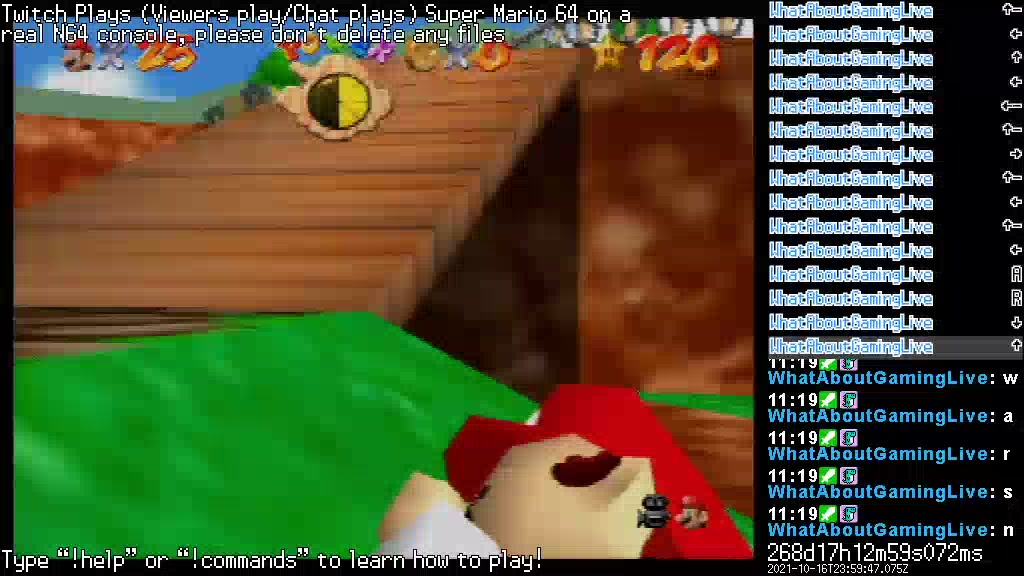 Twitch Plays (Viewers play/Chat plays) Super Mario 64 on a
real N64 console, please don't delete any files
25
0
120
WhatAboutGamingLive ↑←
WhatAboutGamingLive ←
WhatAboutGamingLive ↑
WhatAboutGamingLive ←
WhatAboutGamingLive ←
WhatAboutGamingLive ↑←
WhatAboutGamingLive →
WhatAboutGamingLive ↑←
WhatAboutGamingLive ←
WhatAboutGamingLive ↑←
WhatAboutGamingLive ←
WhatAboutGamingLive A
WhatAboutGamingLive R
WhatAboutGamingLive ↓
WhatAboutGamingLive ↑
11:19
WhatAboutGamingLive: w
11:19
WhatAboutGamingLive: a
11:19
WhatAboutGamingLive: r
11:19
WhatAboutGamingLive: s
11:19
WhatAboutGamingLive: n
Type “!help” or “!commands” to learn how to play!
268d17h12m59s072ms
2021-10-16T23:59:47.075Z